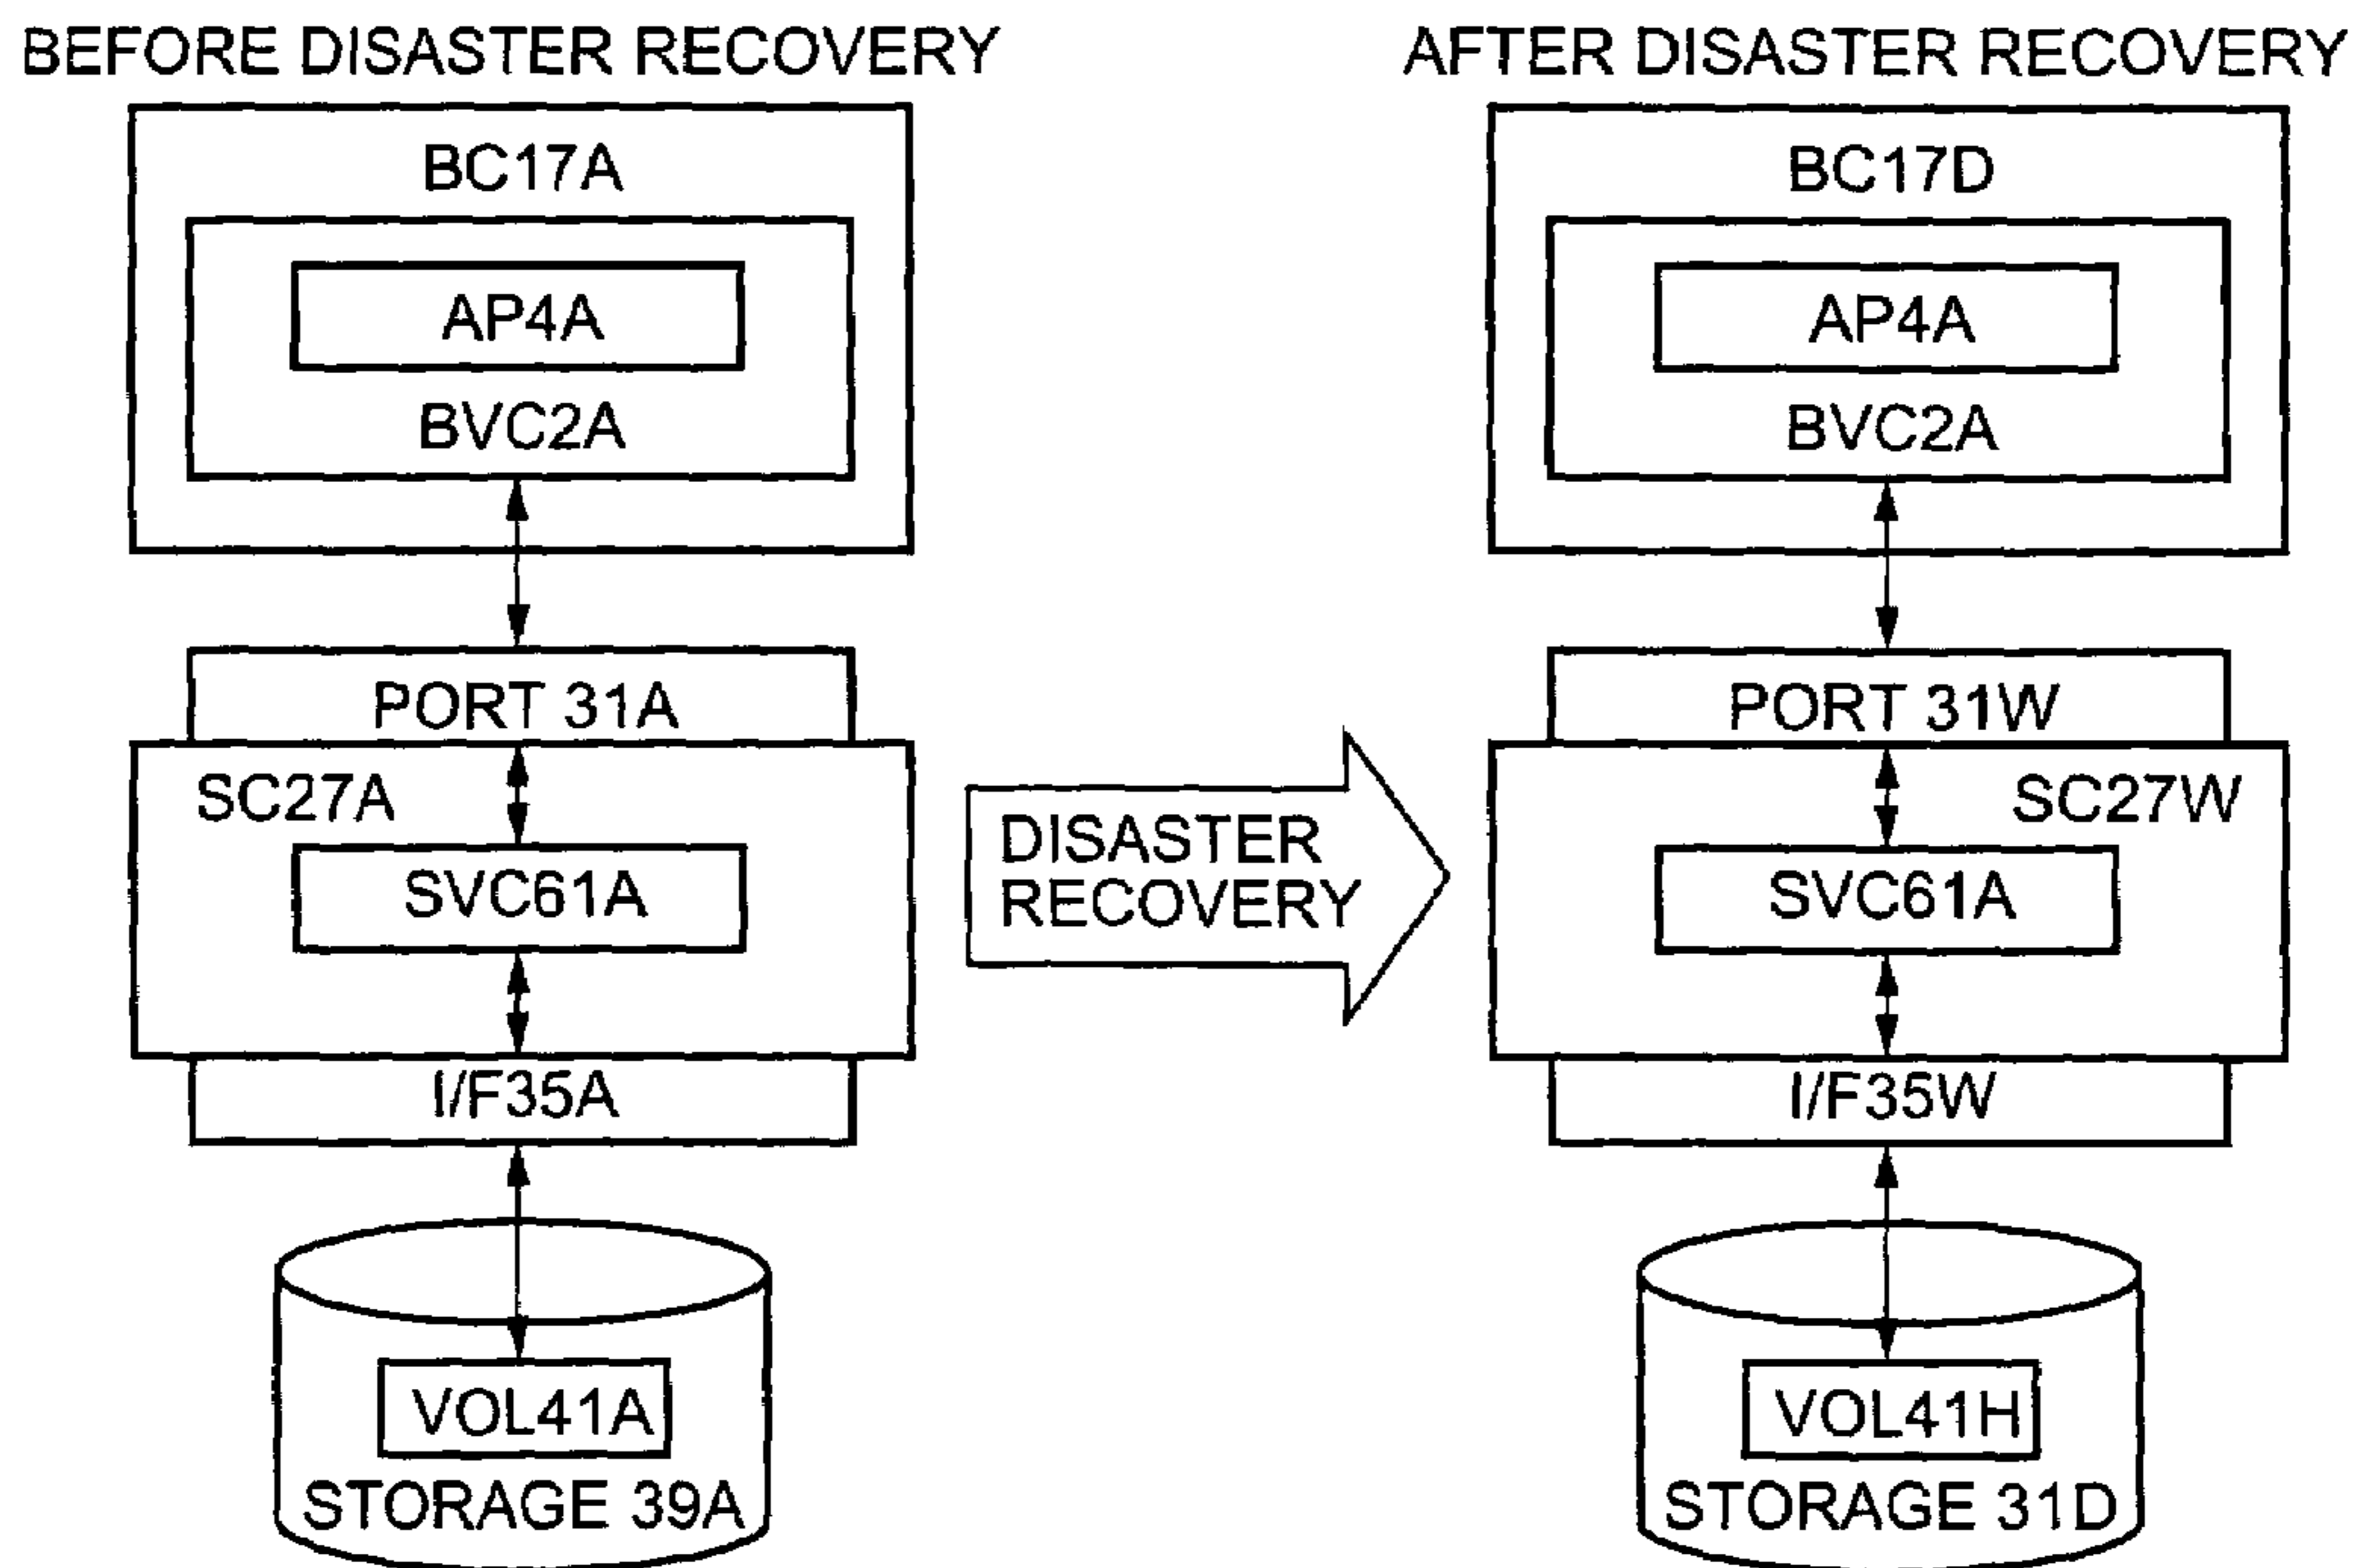 BEFORE DISASTER RECOVERY
BC17A
AP4A
BVC2A
PORT 31A
SC27A
SVC61A
I/F35A
VOL41A
STORAGE 39A
DISASTER
RECOVERY
AFTER DISASTER RECOVERY
BC17D
AP4A
BVC2A
PORT 31W
SC27W
SVC61A
I/F35W
VOL41H
STORAGE 31D